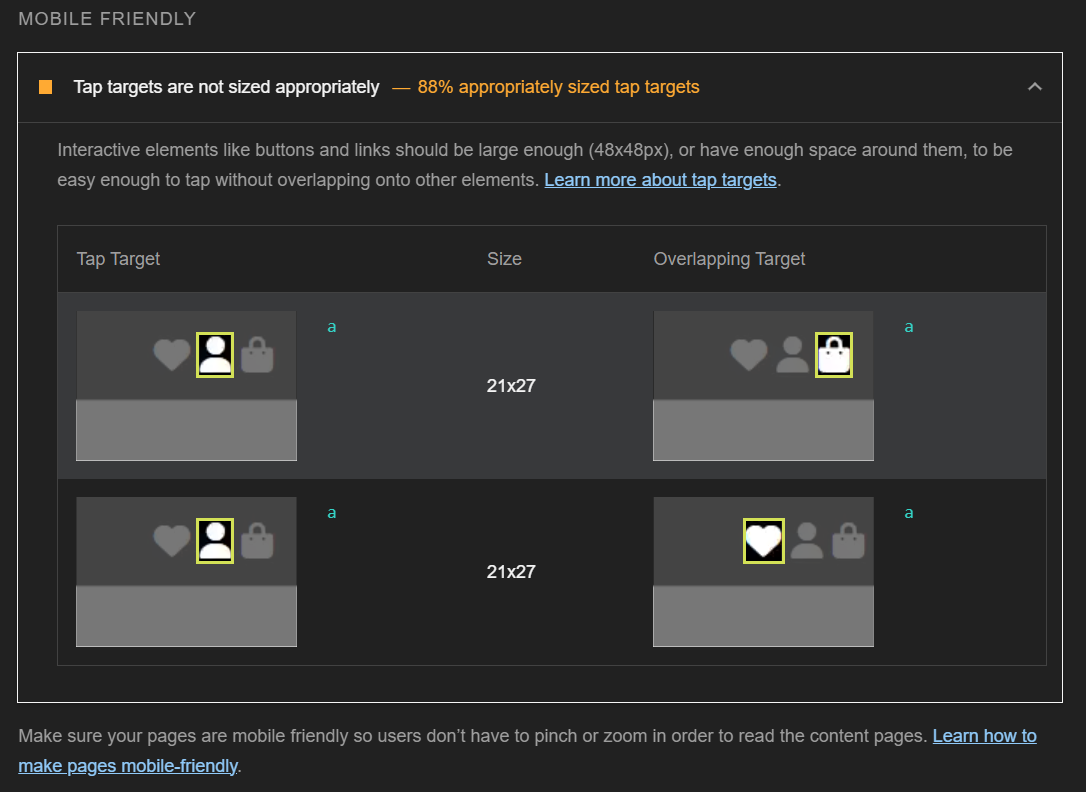 MOBILE FRIENDLY
Tap targets are not sized appropriately — 88% appropriately sized tap targets
Interactive elements like buttons and links should be large enough (48x48px), or have enough space around them, to be
easy enough to tap without overlapping onto other elements. Learn more about tap targets.
Tap Target Size Overlapping Target
a a
21x27
a a
21x27
Make sure your pages are mobile friendly so users don’t have to pinch or zoom in order to read the content pages. Learn how to
make pages mobile-friendly.